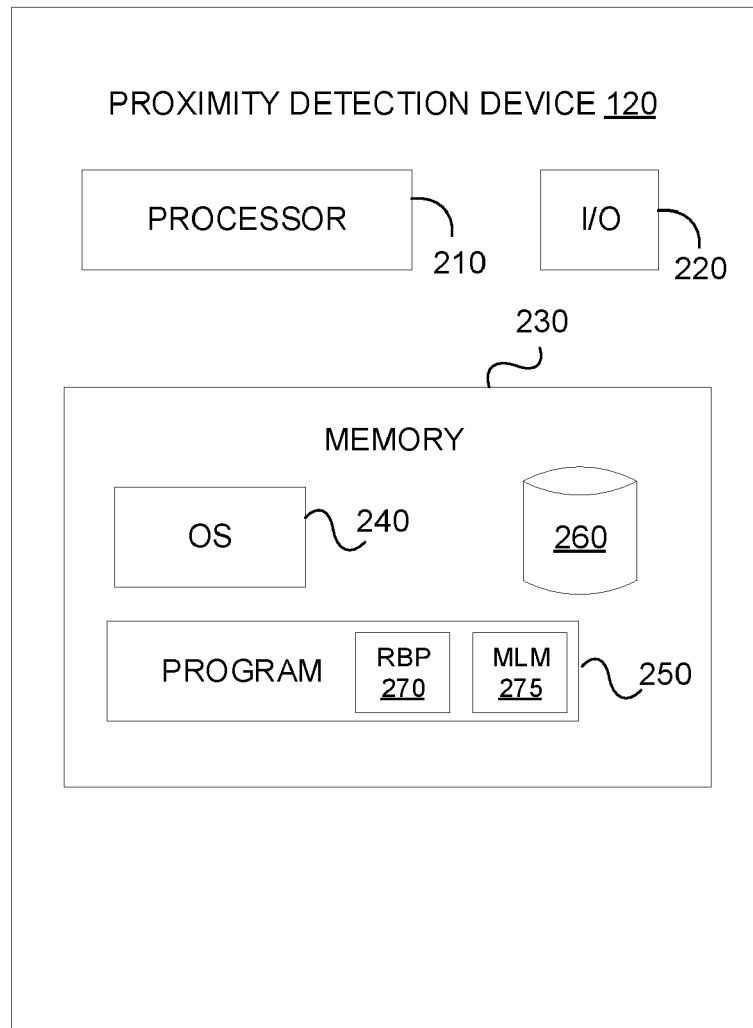 PROXIMITY DETECTION DEVICE 120
PROCESSOR
210
I/O
220
230
MEMORY
OS
240
260
PROGRAM
RBP
270
MLM
275
250